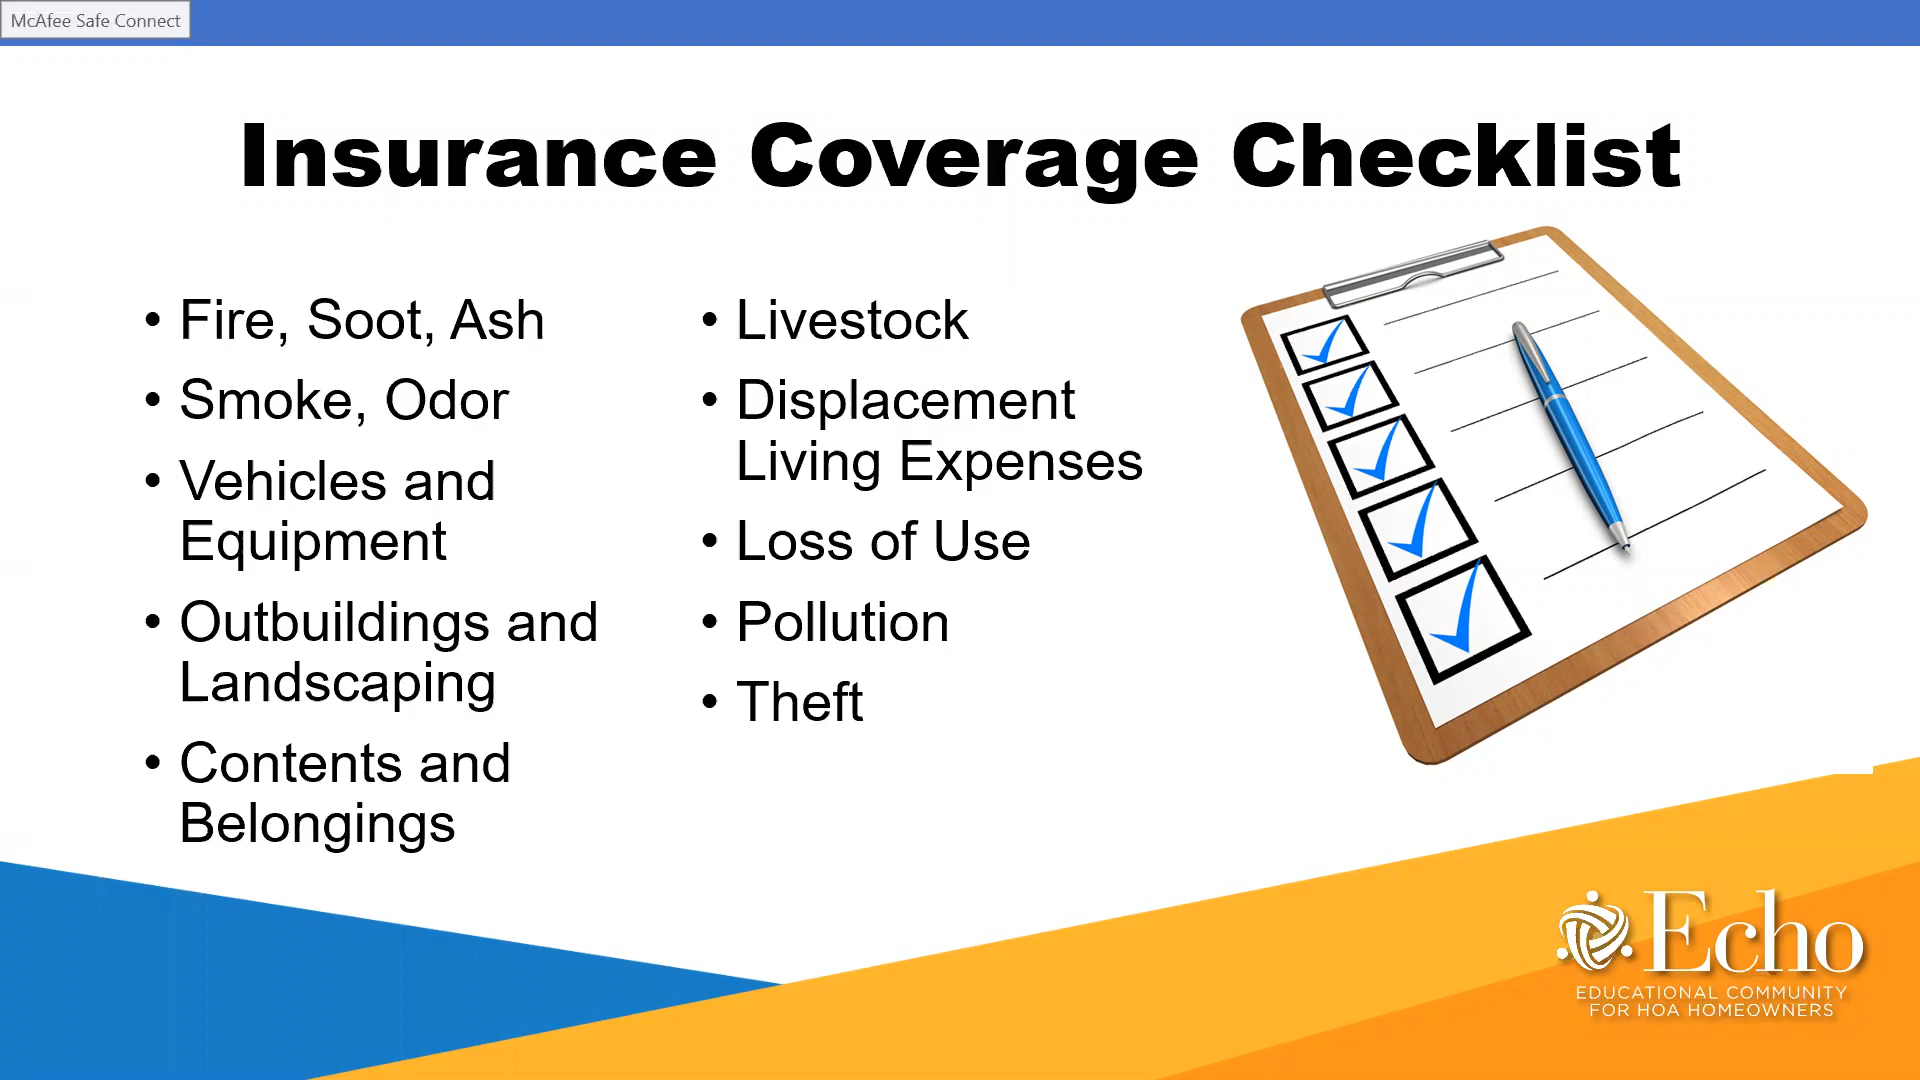 McAfee Safe Connect
Insurance Coverage Checklist
• Fire, Soot, Ash
• Smoke, Odor
• Vehicles and
Equipment
• Outbuildings and
Landscaping
• Contents and
Belongings
• Livestock
• Displacement
Living Expenses
• Loss of Use
• Pollution
• Theft
Echo
EDUCATIONAL COMMUNITY
FOR HOA HOMEOWNERS